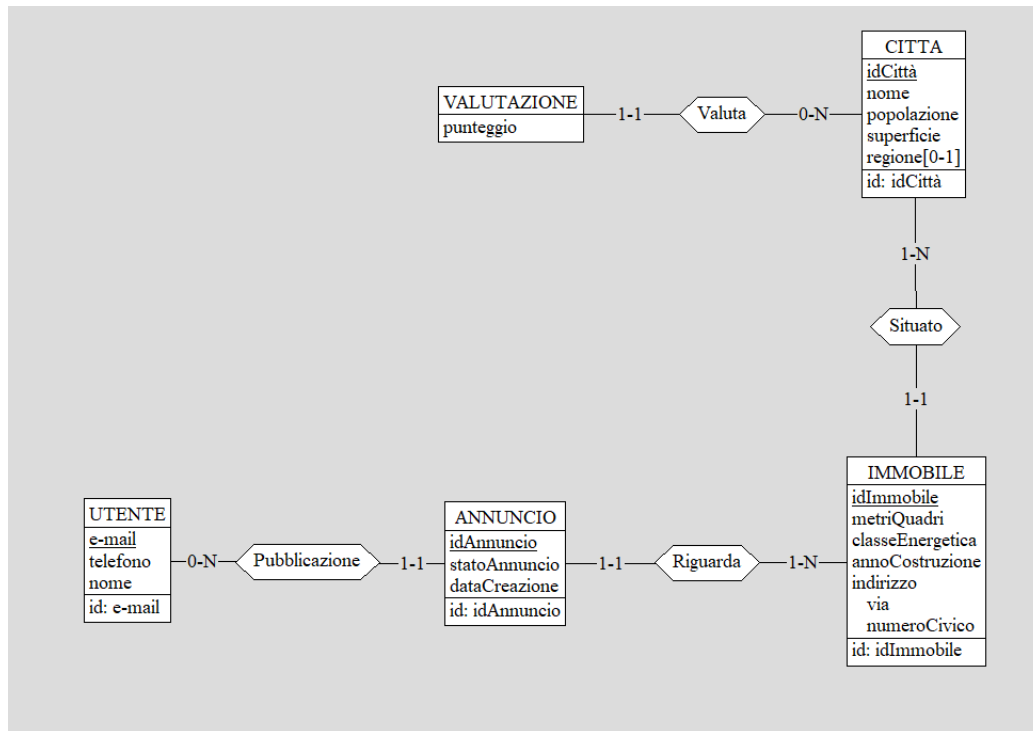 CITTA
idCittà
nome
popolazione
superficie
regione[0-1]
id: idCittà
VALUTAZIONE
punteggio
1-1
Valuta
0-N
1-N
Situato
1-1
UTENTE
e-mail
telefono
nome
id: e-mail
0-N
Pubblicazione
1-1
ANNUNCIO
idAnnuncio
statoAnnuncio
dataCreazione
id: idAnnuncio
1-1
Riguarda
1-N
IMMOBILE
idImmobile
metriQuadri
classeEnergetica
annoCostruzione
indirizzo
via
numeroCivico
id: idImmobile